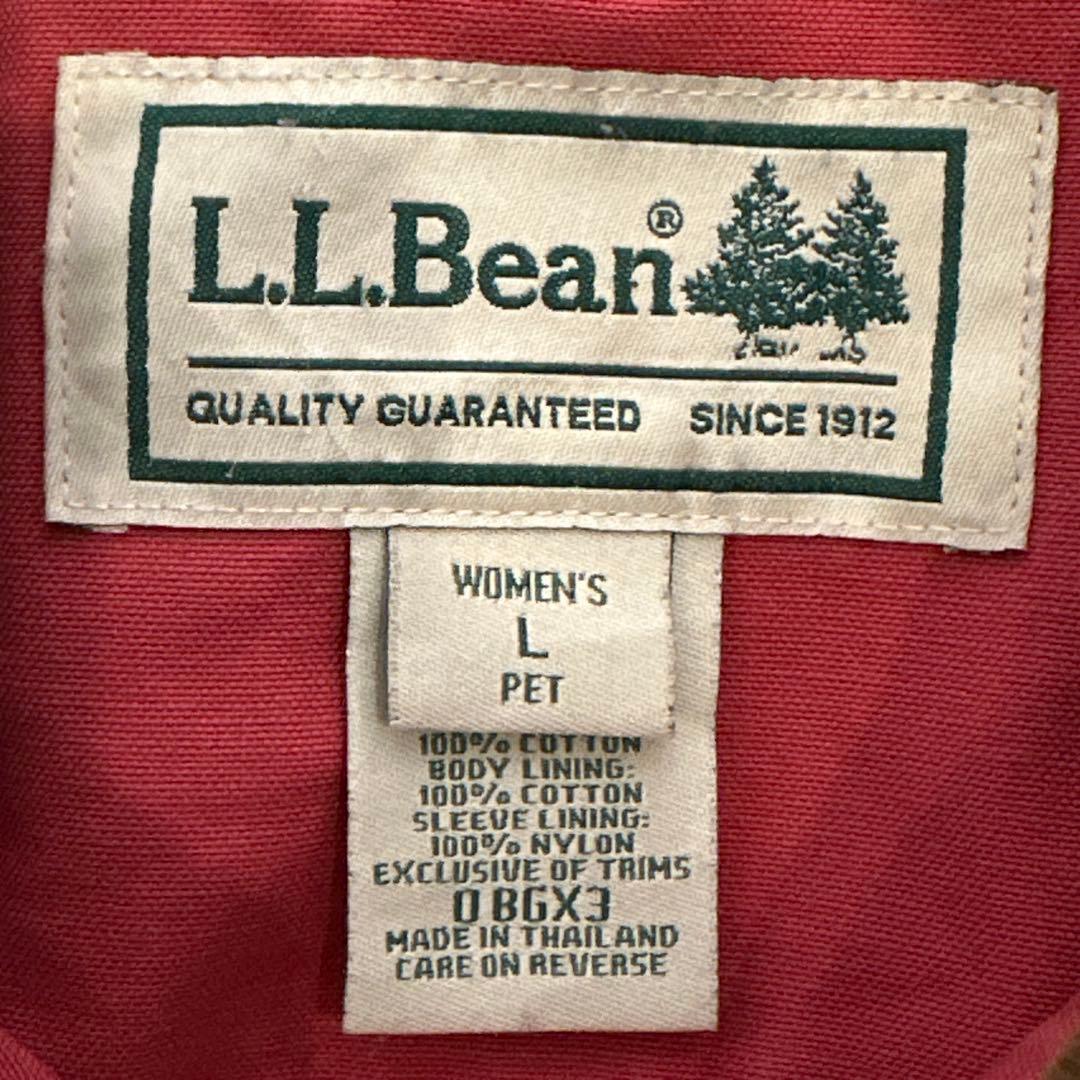 L.L.Bean®
QUALITY GUARANTEED SINCE 1912
WOMEN'S
L
PET
100% COTTON
BODY LINING:
100% COTTON
SLEEVE LINING:
100% NYLON
EXCLUSIVE OF TRIMS
0 BGX3
MADE IN THAILAND
CARE ON REVERSE